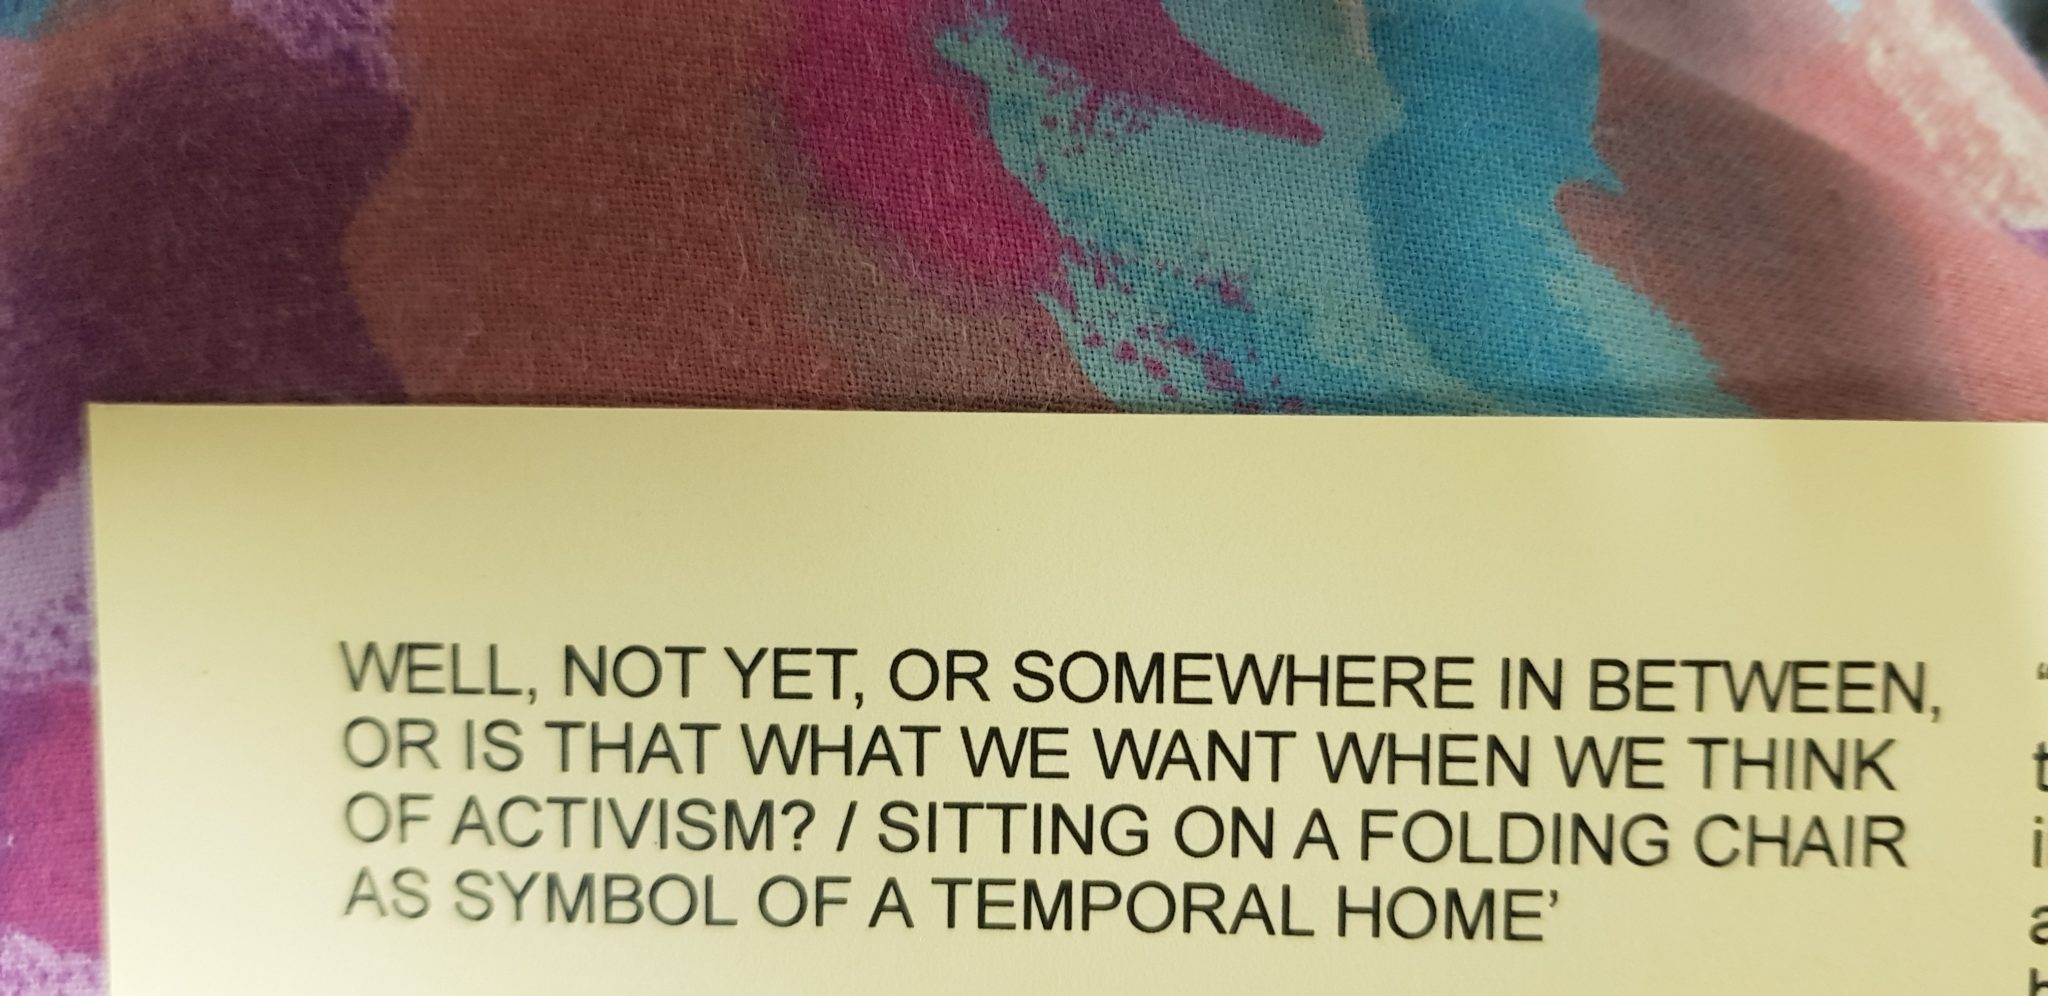 WELL, NOT YET, OR SOMEWHERE IN BETWEEN,
OR IS THAT WHAT WE WANT WHEN WE THINK
OF ACTIVISM? / SITTING ON A FOLDING CHAIR
AS SYMBOL OF A TEMPORAL HOME’